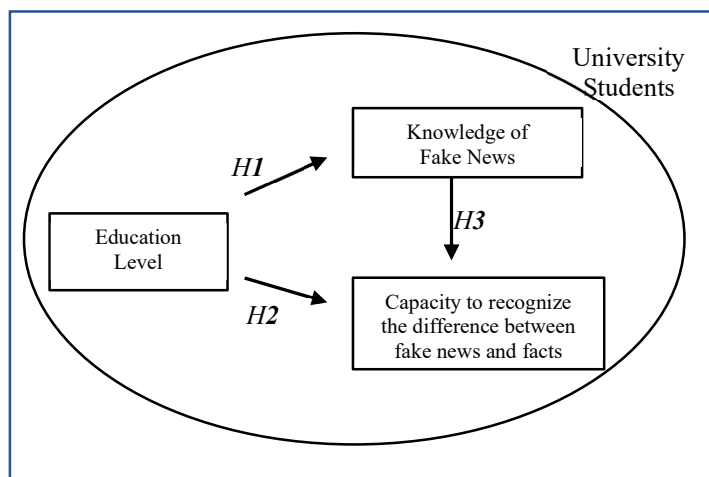 University
Students
Knowledge of
Fake News
H1
H3
Education
Level
Capacity to recognize
the difference between
fake news and facts
H2